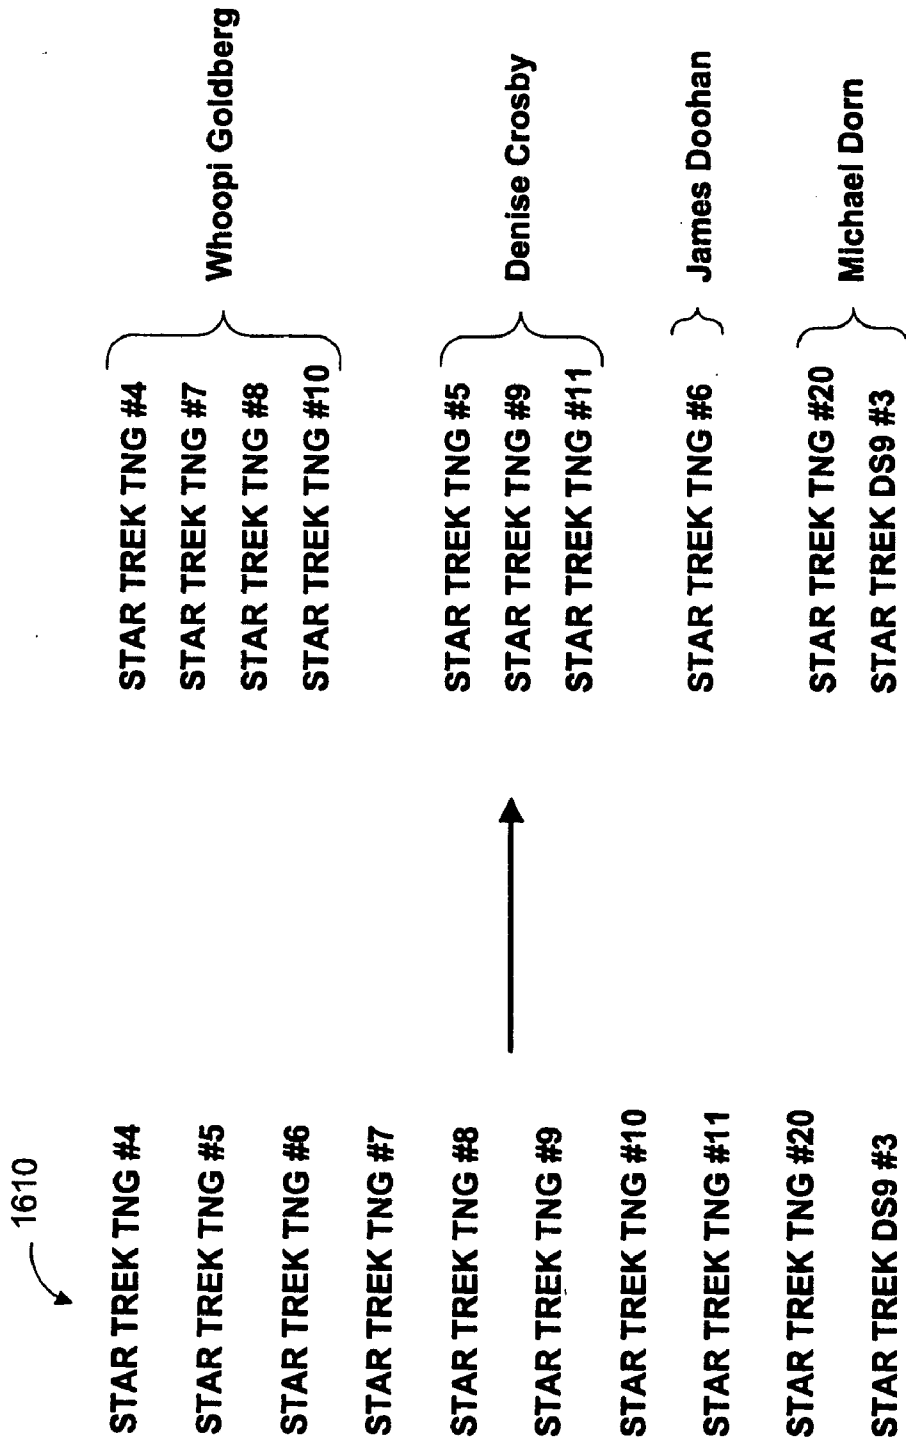 1610
STAR TREK TNG #4
STAR TREK TNG #5
STAR TREK TNG #6
STAR TREK TNG #7
STAR TREK TNG #8
STAR TREK TNG #9
STAR TREK TNG #10
STAR TREK TNG #11
STAR TREK TNG #20
STAR TREK DS9 #3
STAR TREK TNG #4
STAR TREK TNG #7
STAR TREK TNG #8
STAR TREK TNG #10
Whoopi Goldberg
STAR TREK TNG #5
STAR TREK TNG #9
STAR TREK TNG #11
Denise Crosby
STAR TREK TNG #6
James Doohan
STAR TREK TNG #20
STAR TREK DS9 #3
Michael Dorn